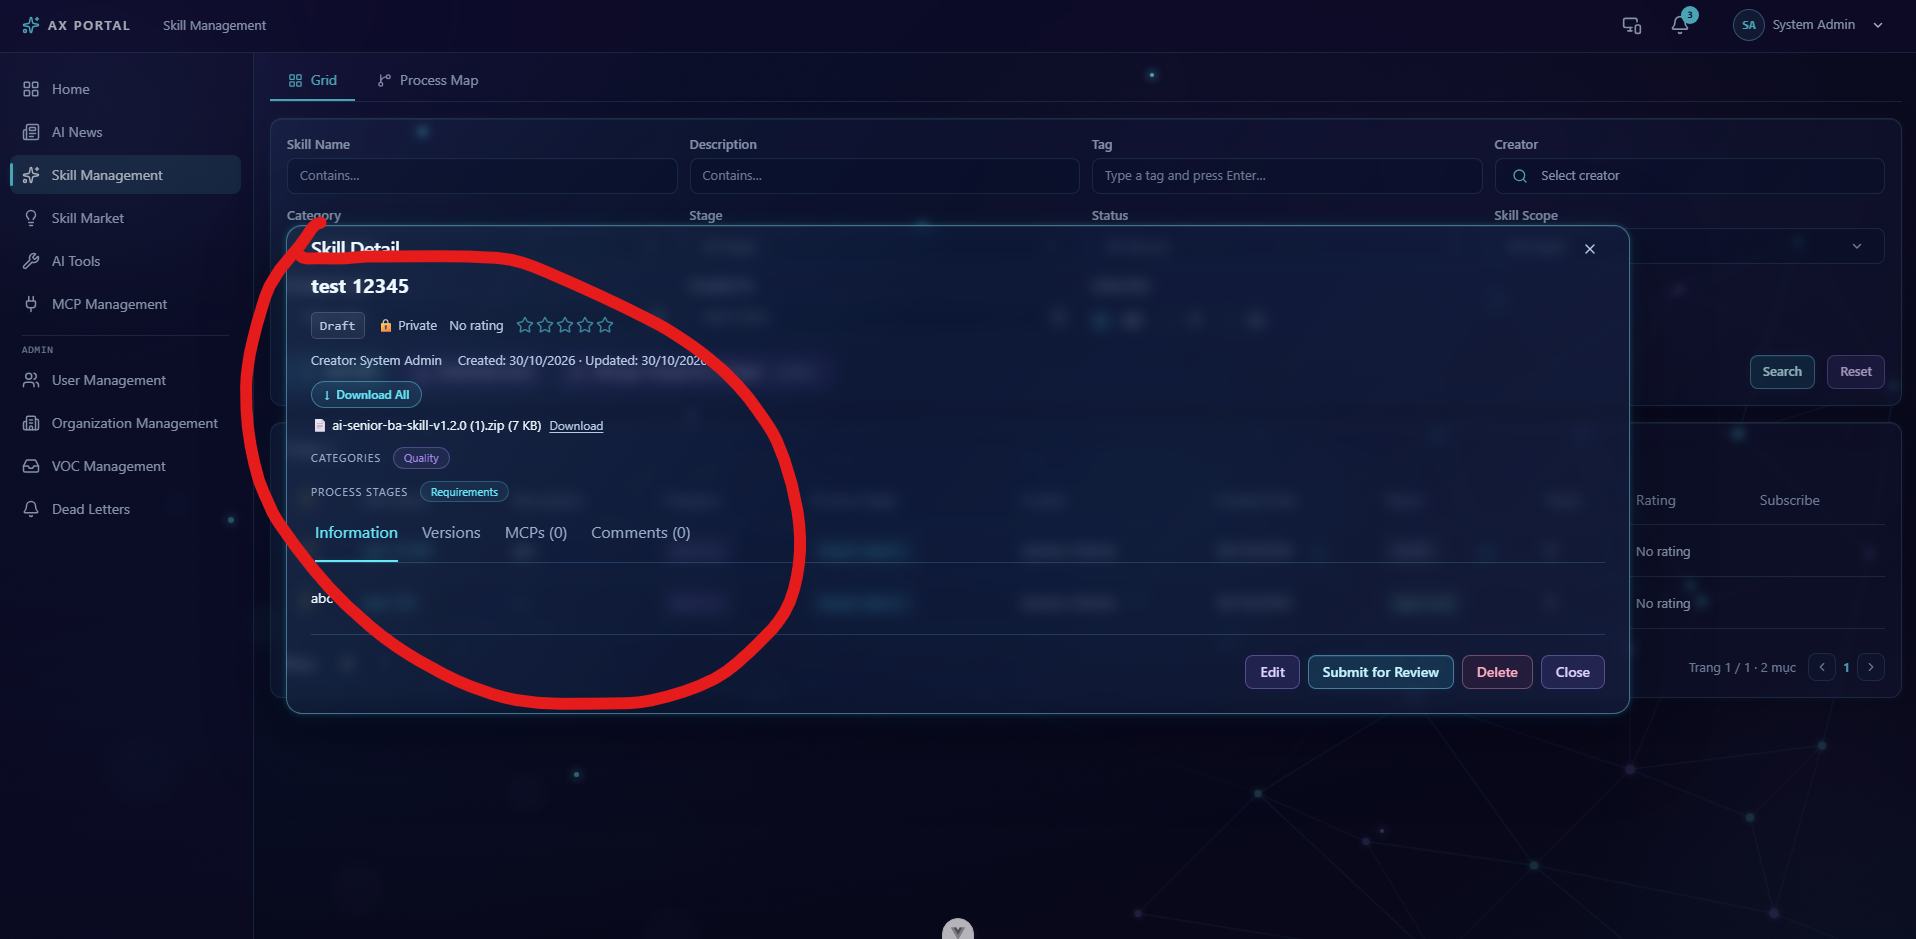 AX PORTAL
Skill Management
3
SA
System Admin
Home
AI News
Skill Management
Skill Market
AI Tools
MCP Management
ADMIN
User Management
Organization Management
VOC Management
Dead Letters
Grid
Process Map
Skill Name
Description
Tag
Creator
Contains...
Contains...
Type a tag and press Enter...
Select creator
Category
Stage
Status
Skill Scope
Search
Reset
Skill Detail
test 12345
Draft
Private
No rating
Creator: System Admin
Created: 30/10/2026 · Updated: 30/10/2026
↓ Download All
ai-senior-ba-skill-v1.2.0 (1).zip (7 KB)
Download
CATEGORIES
Quality
PROCESS STAGES
Requirements
Information
Versions
MCPs (0)
Comments (0)
abc
Edit
Submit for Review
Delete
Close
Rating
Subscribe
No rating
No rating
Trang 1 / 1 · 2 mục
1